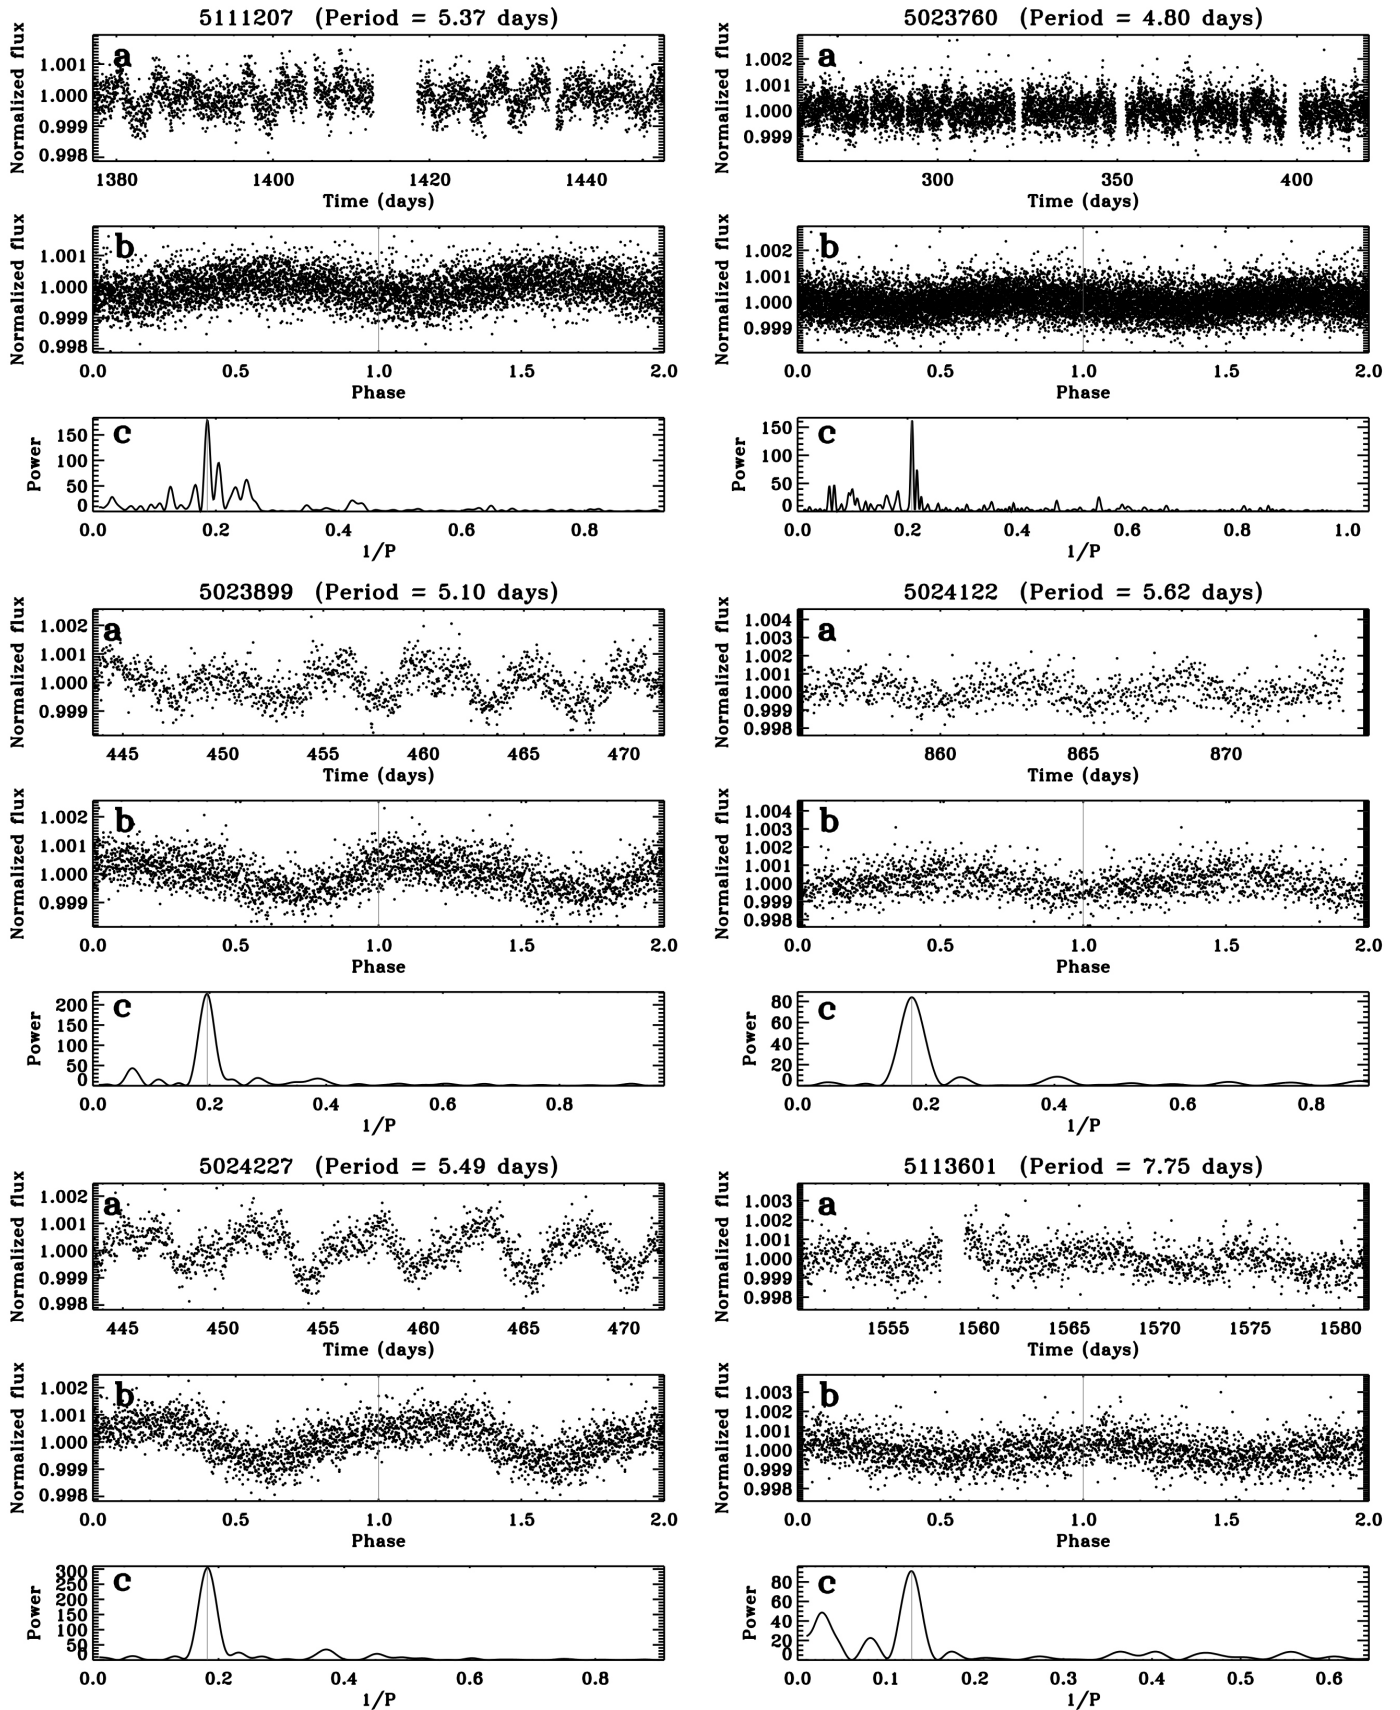 5111207 (Period = 5.37 days)
Normalized flux
1.001
1.000
0.999
0.998
a
1380 1400 1420 1440
Time (days)
Normalized flux
1.001
1.000
0.999
0.998
b
0.0 0.5 1.0 1.5 2.0
Phase
Power
150
100
50
0
c
0.0 0.2 0.4 0.6 0.8
1/P
5023760 (Period = 4.80 days)
Normalized flux
1.002
1.001
1.000
0.999
a
300 350 400
Time (days)
Normalized flux
1.002
1.001
1.000
0.999
b
0.0 0.5 1.0 1.5 2.0
Phase
Power
150
100
50
0
c
0.0 0.2 0.4 0.6 0.8 1.0
1/P
5023899 (Period = 5.10 days)
Normalized flux
1.002
1.001
1.000
0.999
a
445 450 455 460 465 470
Time (days)
Normalized flux
1.002
1.001
1.000
0.999
b
0.0 0.5 1.0 1.5 2.0
Phase
Power
200
150
100
50
0
c
0.0 0.2 0.4 0.6 0.8
1/P
5024122 (Period = 5.62 days)
Normalized flux
1.004
1.003
1.002
1.001
1.000
0.999
0.998
a
860 865 870
Time (days)
Normalized flux
1.004
1.003
1.002
1.001
1.000
0.999
0.998
b
0.0 0.5 1.0 1.5 2.0
Phase
Power
80
60
40
20
0
c
0.0 0.2 0.4 0.6 0.8
1/P
5024227 (Period = 5.49 days)
Normalized flux
1.002
1.001
1.000
0.999
0.998
a
445 450 455 460 465 470
Time (days)
Normalized flux
1.002
1.001
1.000
0.999
0.998
b
0.0 0.5 1.0 1.5 2.0
Phase
Power
300
250
200
150
100
50
0
c
0.0 0.2 0.4 0.6 0.8
1/P
5113601 (Period = 7.75 days)
Normalized flux
1.003
1.002
1.001
1.000
0.999
0.998
a
1555 1560 1565 1570 1575 1580
Time (days)
Normalized flux
1.003
1.002
1.001
1.000
0.999
0.998
b
0.0 0.5 1.0 1.5 2.0
Phase
Power
80
60
40
20
0
c
0.0 0.1 0.2 0.3 0.4 0.5 0.6
1/P